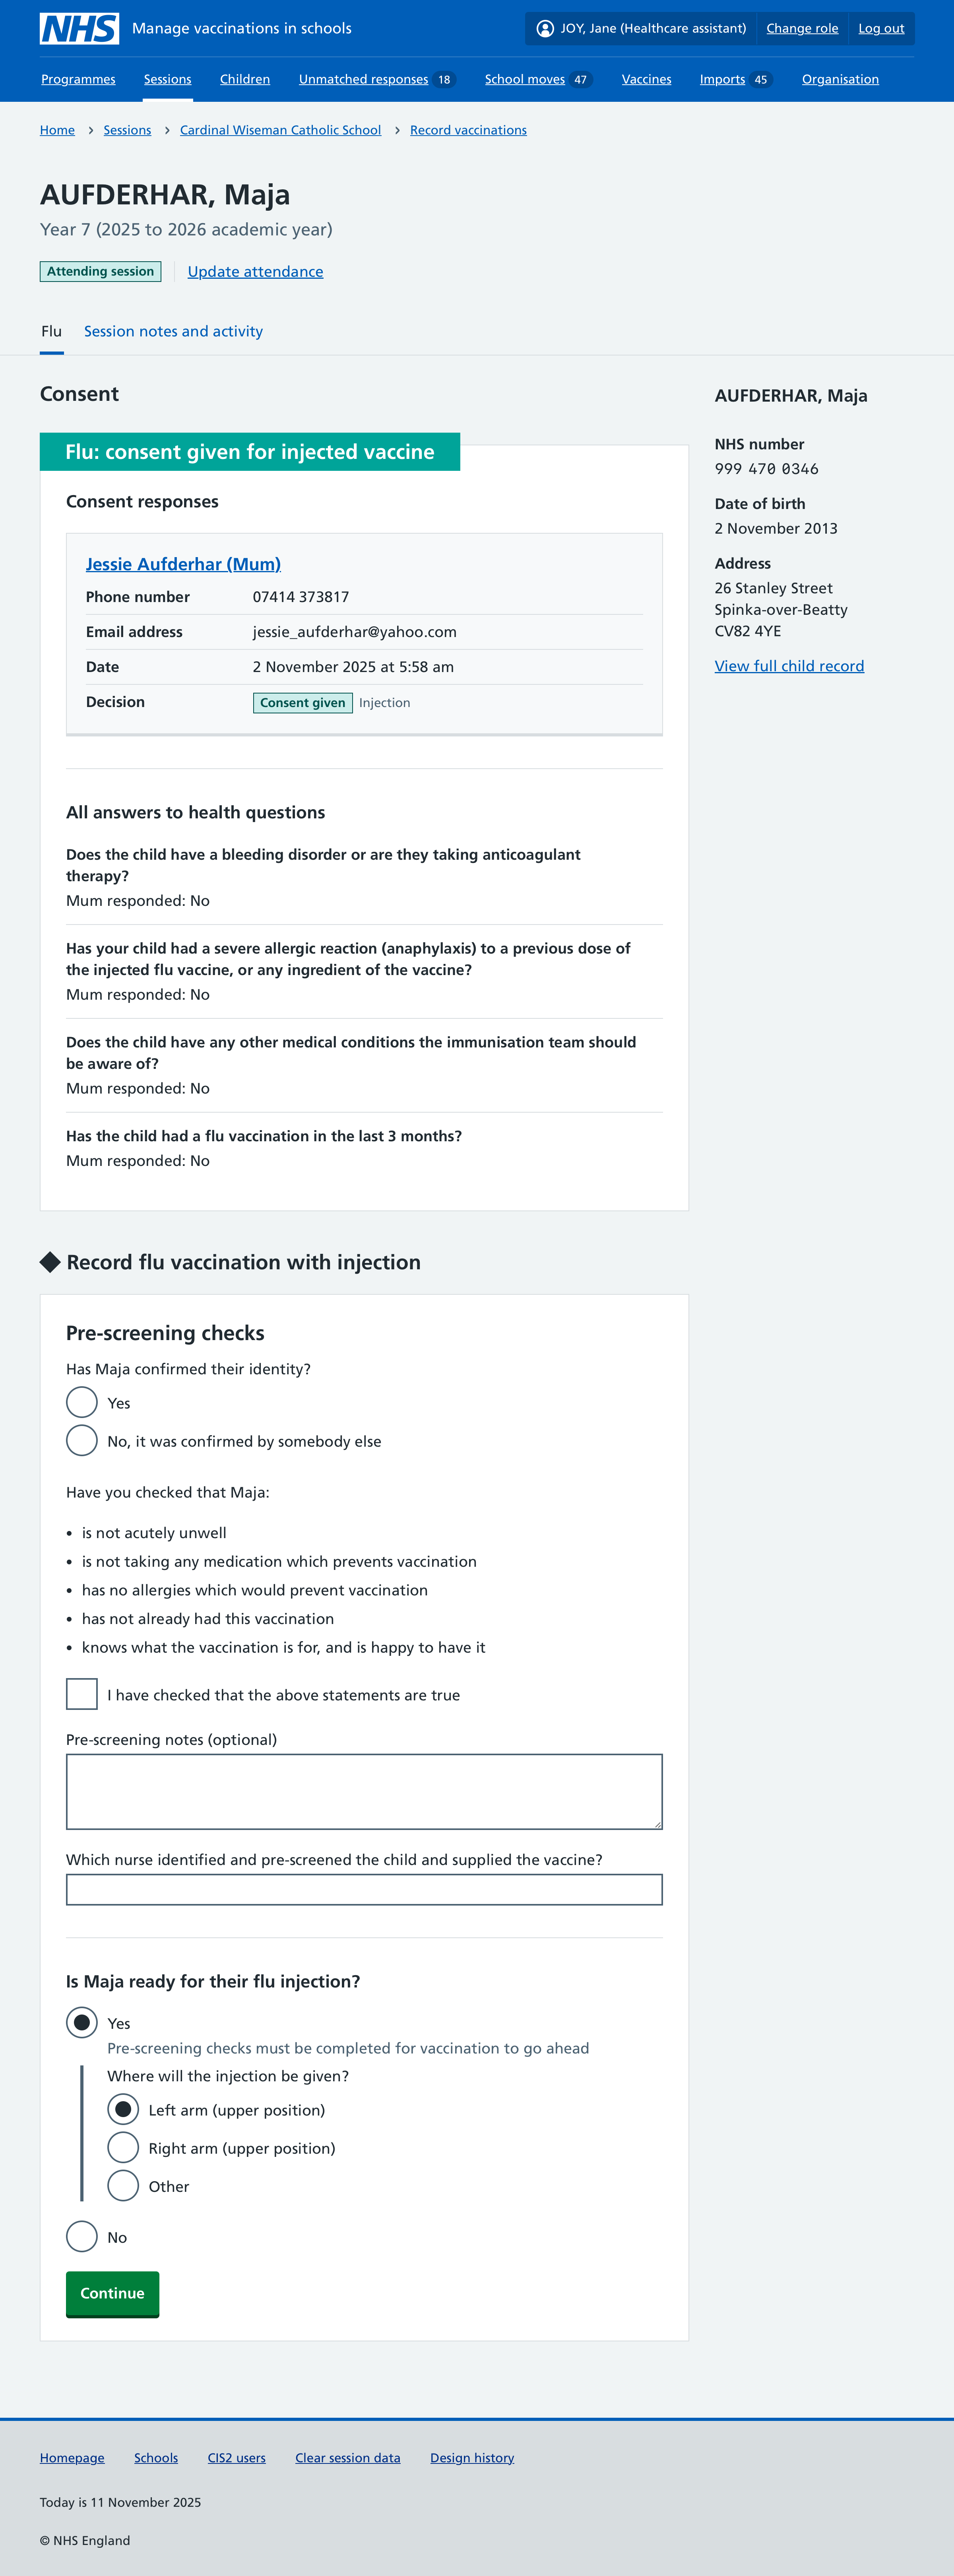 NHS Manage vaccinations in schools JOY, Jane (Healthcare assistant) Change role Log out
Programmes Sessions Children Unmatched responses 18 School moves 47 Vaccines Imports 45 Organisation
Home > Sessions > Cardinal Wiseman Catholic School > Record vaccinations
AUFDERHAR, Maja
Year 7 (2025 to 2026 academic year)
Attending session Update attendance
Flu Session notes and activity
Consent
Flu: consent given for injected vaccine
Consent responses
Jessie Aufderhar (Mum)
Phone number 07414 373817
Email address jessie_aufderhar@yahoo.com
Date 2 November 2025 at 5:58 am
Decision Consent given Injection
All answers to health questions
Does the child have a bleeding disorder or are they taking anticoagulant
therapy?
Mum responded: No
Has your child had a severe allergic reaction (anaphylaxis) to a previous dose of
the injected flu vaccine, or any ingredient of the vaccine?
Mum responded: No
Does the child have any other medical conditions the immunisation team should
be aware of?
Mum responded: No
Has the child had a flu vaccination in the last 3 months?
Mum responded: No
AUFDERHAR, Maja
NHS number
999 470 0346
Date of birth
2 November 2013
Address
26 Stanley Street
Spinka-over-Beatty
CV82 4YE
View full child record
Record flu vaccination with injection
Pre-screening checks
Has Maja confirmed their identity?
Yes
No, it was confirmed by somebody else
Have you checked that Maja:
• is not acutely unwell
• is not taking any medication which prevents vaccination
• has no allergies which would prevent vaccination
• has not already had this vaccination
• knows what the vaccination is for, and is happy to have it
I have checked that the above statements are true
Pre-screening notes (optional)
Which nurse identified and pre-screened the child and supplied the vaccine?
Is Maja ready for their flu injection?
Yes
Pre-screening checks must be completed for vaccination to go ahead
Where will the injection be given?
Left arm (upper position)
Right arm (upper position)
Other
No
Continue
Homepage Schools CIS2 users Clear session data Design history
Today is 11 November 2025
© NHS England